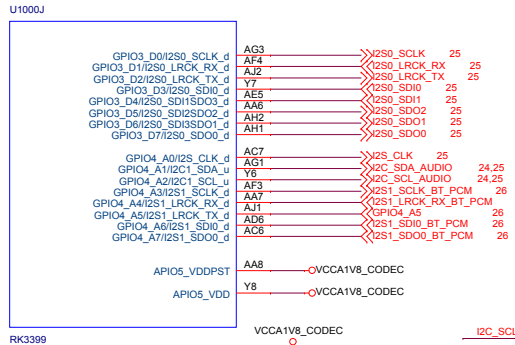 U1000J
GPIO3_D0/I2S0_SCLK_d AG3 I2S0_SCLK 25
GPIO3_D1/I2S0_LRCK_RX_d AF4 I2S0_LRCK_RX 25
GPIO3_D2/I2S0_LRCK_TX_d AJ2 I2S0_LRCK_TX 25
GPIO3_D3/I2S0_SDI0_d Y7 I2S0_SDI0 25
GPIO3_D4/I2S0_SDI1SDO3_d AE5 I2S0_SDI1 25
GPIO3_D5/I2S0_SDI2SDO2_d AA6 I2S0_SDO2 25
GPIO3_D6/I2S0_SDI3SDO1_d AH2 I2S0_SDO1 25
GPIO3_D7/I2S0_SDO0_d AH1 I2S0_SDO0 25
GPIO4_A0/I2S_CLK_d AC7 I2S_CLK 25
GPIO4_A1/I2C1_SDA_u AG1 I2C_SDA_AUDIO 24,25
GPIO4_A2/I2C1_SCL_u Y6 I2C_SCL_AUDIO 24,25
GPIO4_A3/I2S1_SCLK_d AF3 I2S1_SCLK_BT_PCM 26
GPIO4_A4/I2S1_LRCK_RX_d AA7 I2S1_LRCK_RX_BT_PCM
GPIO4_A5/I2S1_LRCK_TX_d AJ1 GPIO4_A5 26
GPIO4_A6/I2S1_SDI0_d AD6 I2S1_SDI0_BT_PCM 26
GPIO4_A7/I2S1_SDO0_d AC6 I2S1_SDO0_BT_PCM 26
APIO5_VDDPST AA8 VCCA1V8_CODEC
APIO5_VDD Y8 VCCA1V8_CODEC
VCCA1V8_CODEC
I2C_SCL
RK3399